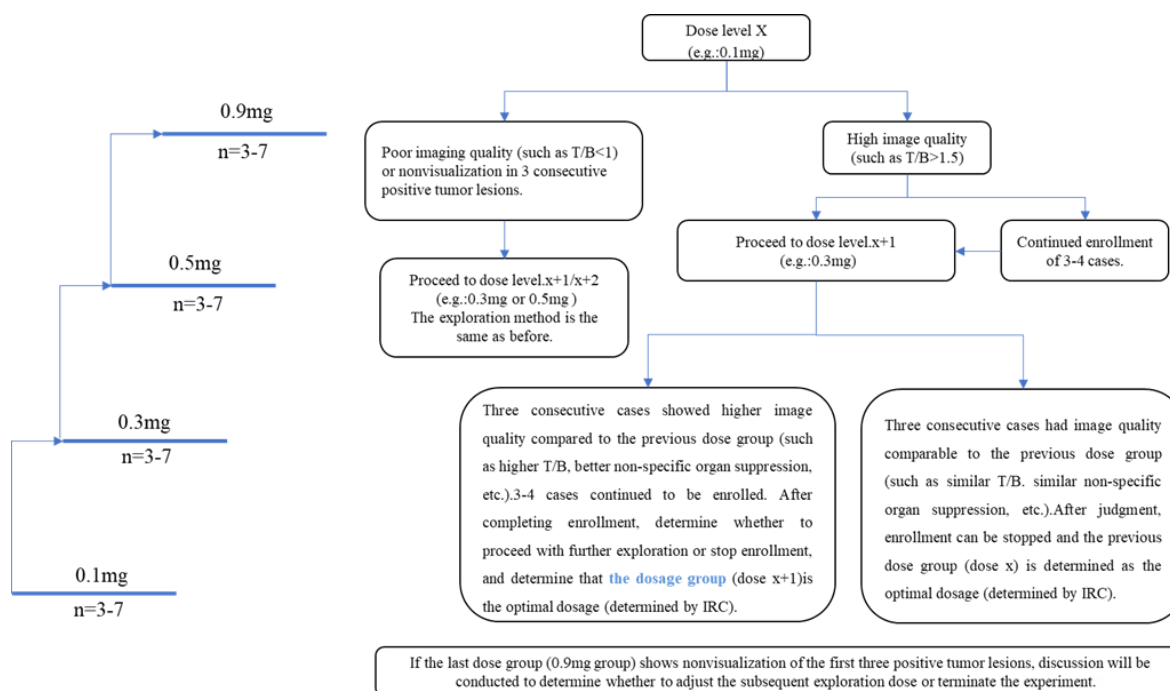 0.9mg
n=3-7
0.5mg
n=3-7
0.3mg
n=3-7
0.1mg
n=3-7
Dose level X
(e.g.:0.1mg)
Poor imaging quality (such as T/B<1)
or nonvisualization in 3 consecutive
positive tumor lesions.
High image quality
(such as T/B>1.5)
Proceed to dose level.x+1/x+2
(e.g.:0.3mg or 0.5mg )
The exploration method is the
same as before.
Proceed to dose level.x+1
(e.g.:0.3mg)
Continued enrollment
of 3-4 cases.
Three consecutive cases showed higher image
quality compared to the previous dose group (such
as higher T/B, better non-specific organ suppression,
etc.).3-4 cases continued to be enrolled. After
completing enrollment, determine whether to
proceed with further exploration or stop enrollment,
and determine that the dosage group (dose x+1)is
the optimal dosage (determined by IRC).
Three consecutive cases had image quality
comparable to the previous dose group
(such as similar T/B. similar non-specific
organ suppression, etc.).After judgment,
enrollment can be stopped and the previous
dose group (dose x) is determined as the
optimal dosage (determined by IRC).
If the last dose group (0.9mg group) shows nonvisualization of the first three positive tumor lesions, discussion will be
conducted to determine whether to adjust the subsequent exploration dose or terminate the experiment.